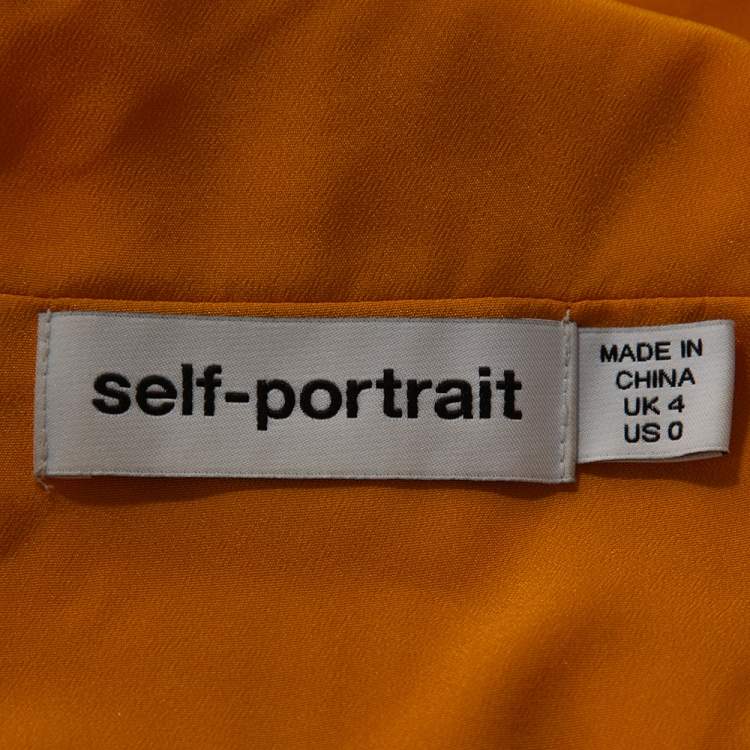 self-portrait
MADE IN
CHINA
UK 4
US 0